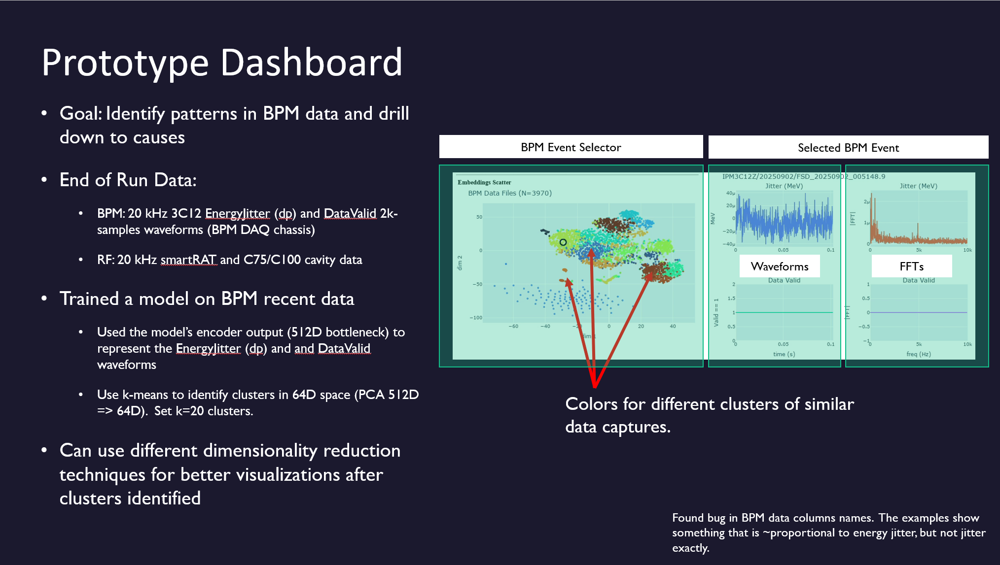 Prototype Dashboard
• Goal: Identify patterns in BPM data and drill
down to causes
• End of Run Data:
• BPM: 20 kHz 3C12 EnergyJitter (dp) and DataValid 2k-
samples waveforms (BPM DAQ chassis)
• RF: 20 kHz smartRAT and C75/C100 cavity data
• Trained a model on BPM recent data
• Used the model's encoder output (512D bottleneck) to
represent the EnergyJitter (dp) and and DataValid
waveforms
• Use k-means to identify clusters in 64D space (PCA 512D
=> 64D).  Set k=20 clusters.
• Can use different dimensionality reduction
techniques for better visualizations after
clusters identified
BPM Event Selector
Embeddings Scatter
BPM Data Files (N=3970)
dim 2
50
0
−50
−100
−60 −40 −20 0 20 40
dim 1
Selected BPM Event
IPM3C12Z/20250902/FSD_20250902_005148.9
Jitter (MeV)
MeV
40μ
20μ
0
−20μ
−40μ
0 0.05 0.1
Jitter (MeV)
|FFT|
2μ
1μ
0
0 5k 10k
Waveforms
FFTs
Data Valid
Valid == 1
2
1.5
1
0.5
0
0 0.05 0.1
time (s)
Data Valid
|FFT|
1
0.5
0
−0.5
−1
0 5k 10k
freq (Hz)
Colors for different clusters of similar
data captures.
Found bug in BPM data columns names.  The examples show
something that is ~proportional to energy jitter, but not jitter
exactly.